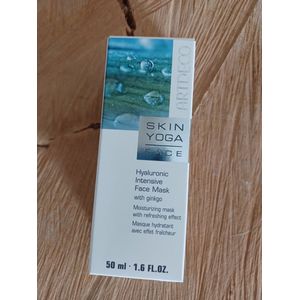 ARTDECO
SKIN
YOGA
FACE
Hyaluronic
Intensive
Face Mask
with ginkgo
Moisturizing mask
with refreshing effect
Masque hydratant
avec effet fraîcheur
50 ml · 1.6 FL.OZ.